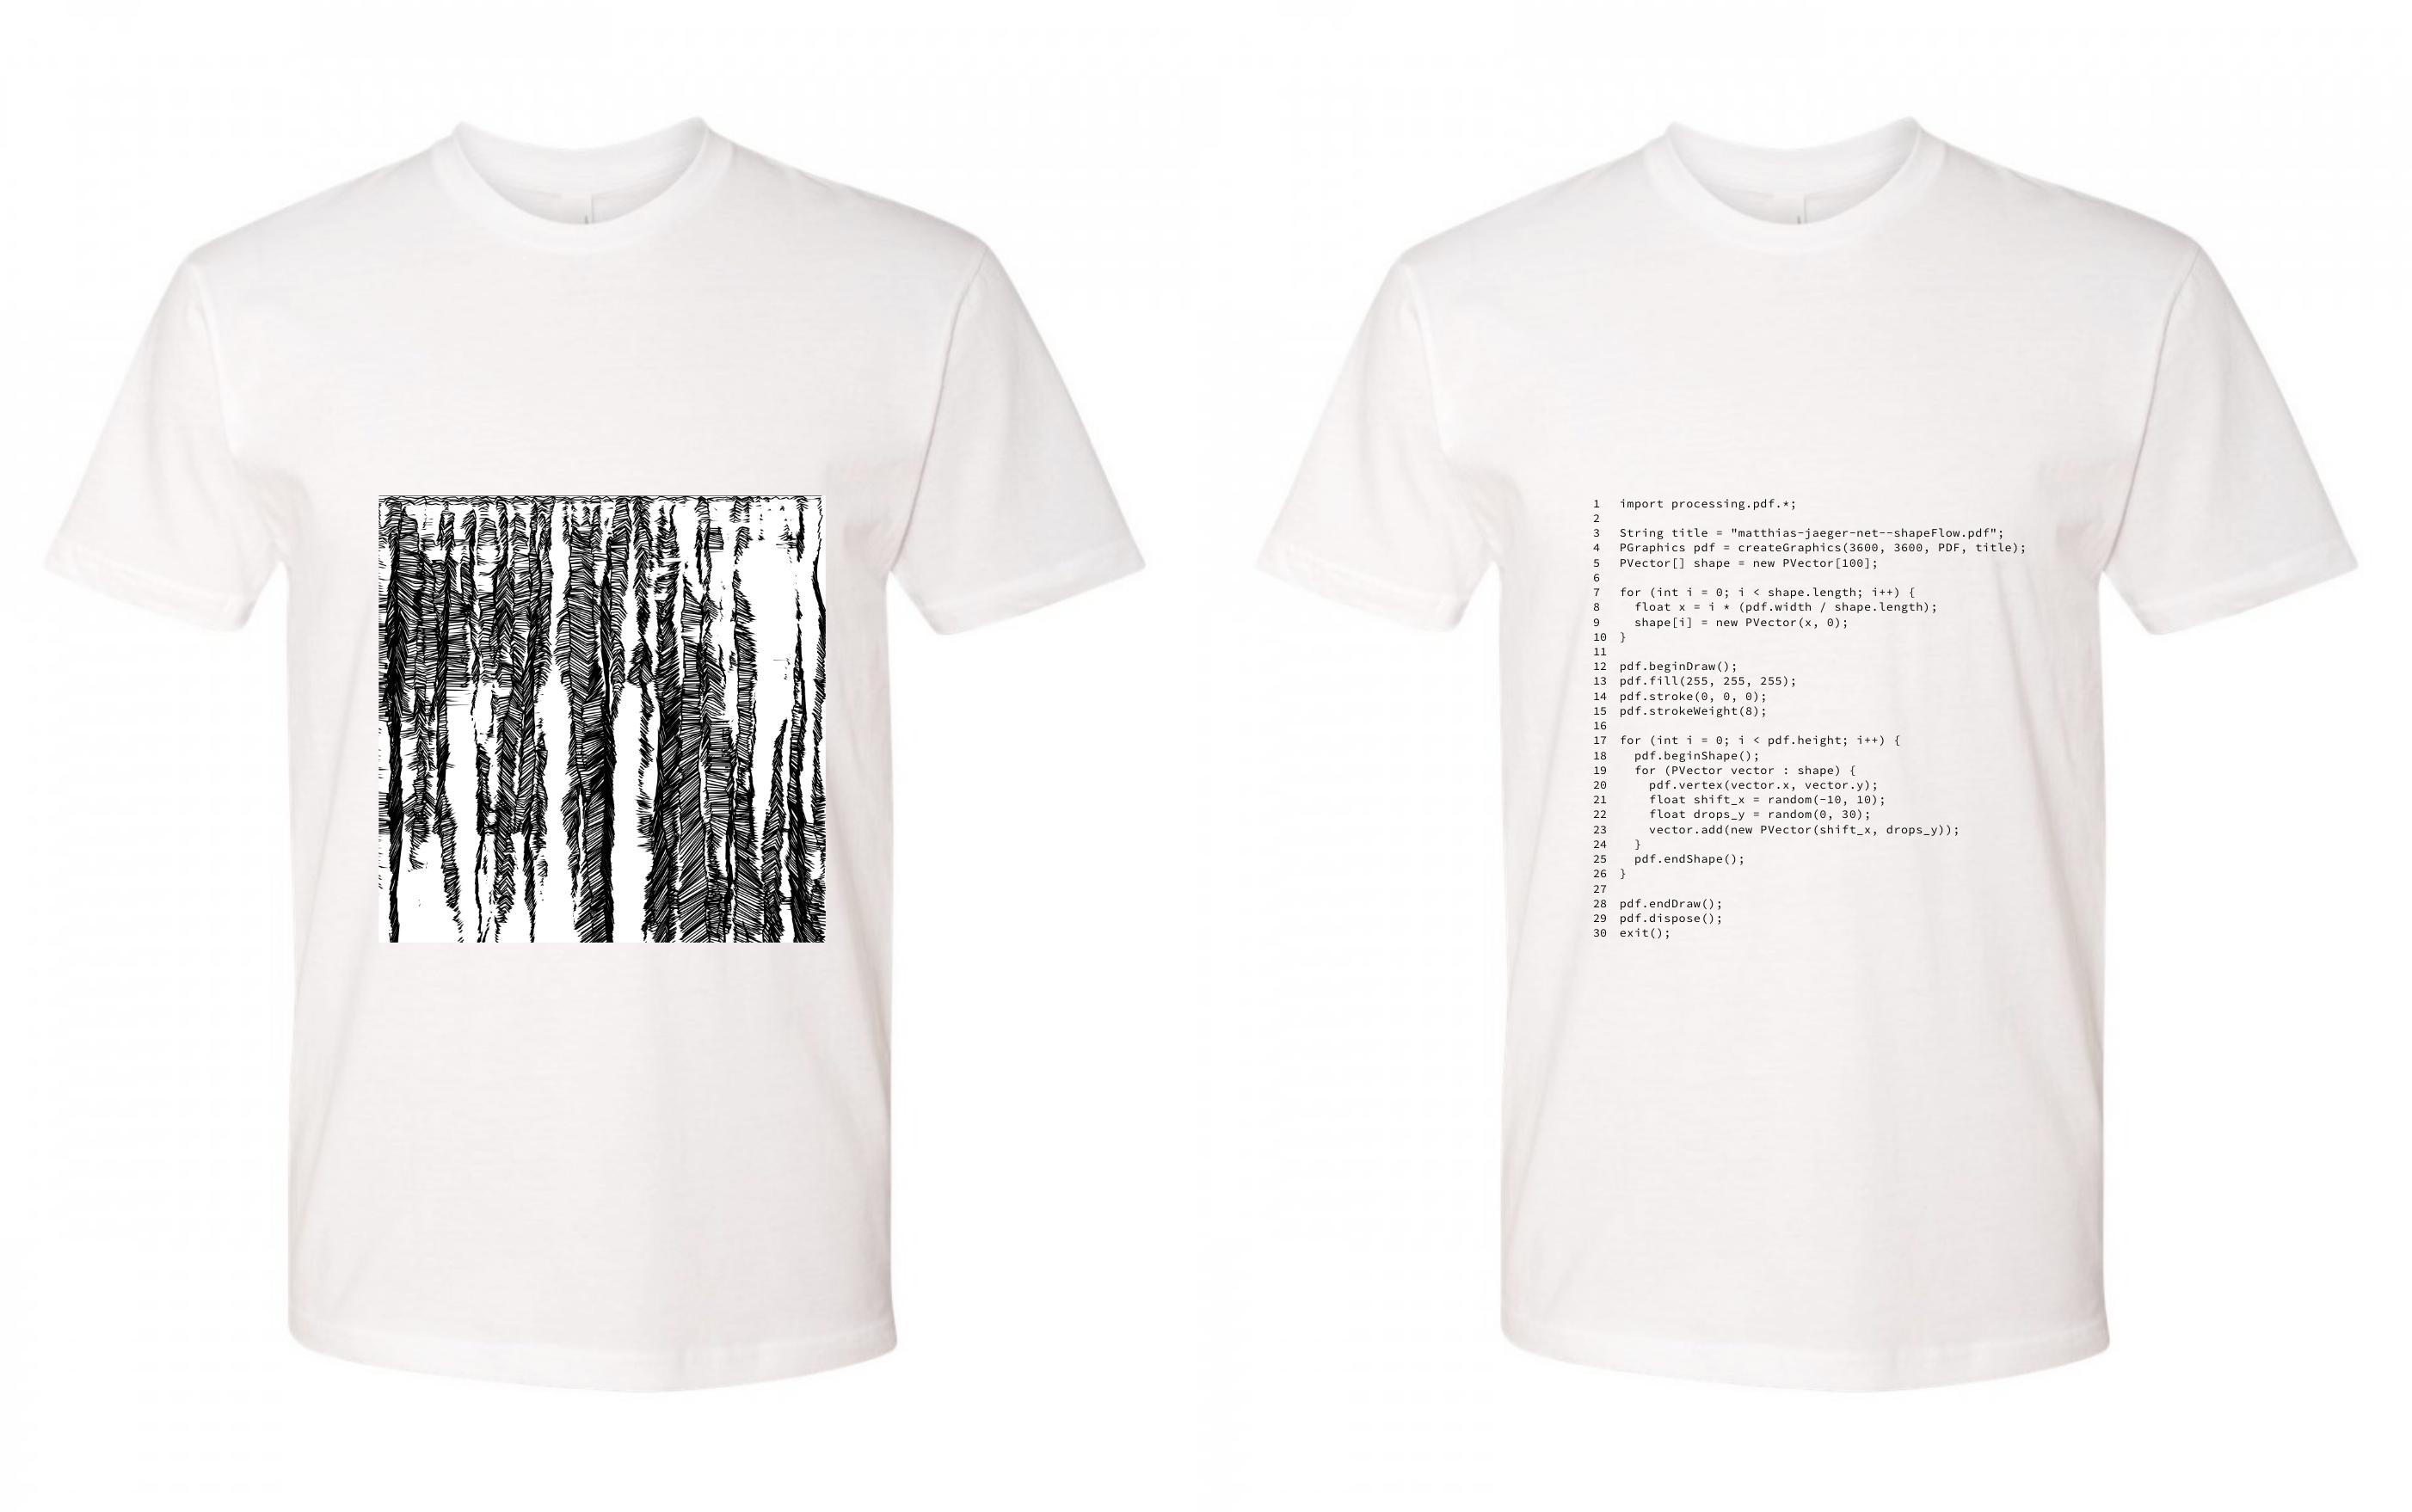 1 import processing.pdf.*;
2
3 String title = "matthias-jaeger-net--shapeFlow.pdf";
4 PGraphics pdf = createGraphics(3600, 3600, PDF, title);
5 PVector[] shape = new PVector[100];
6
7 for (int i = 0; i < shape.length; i++) {
8   float x = i * (pdf.width / shape.length);
9   shape[i] = new PVector(x, 0);
10 }
11
12 pdf.beginDraw();
13 pdf.fill(255, 255, 255);
14 pdf.stroke(0, 0, 0);
15 pdf.strokeWeight(8);
16
17 for (int i = 0; i < pdf.height; i++) {
18   pdf.beginShape();
19   for (PVector vector : shape) {
20     pdf.vertex(vector.x, vector.y);
21     float shift_x = random(-10, 10);
22     float drops_y = random(0, 30);
23     vector.add(new PVector(shift_x, drops_y));
24   }
25   pdf.endShape();
26 }
27
28 pdf.endDraw();
29 pdf.dispose();
30 exit();